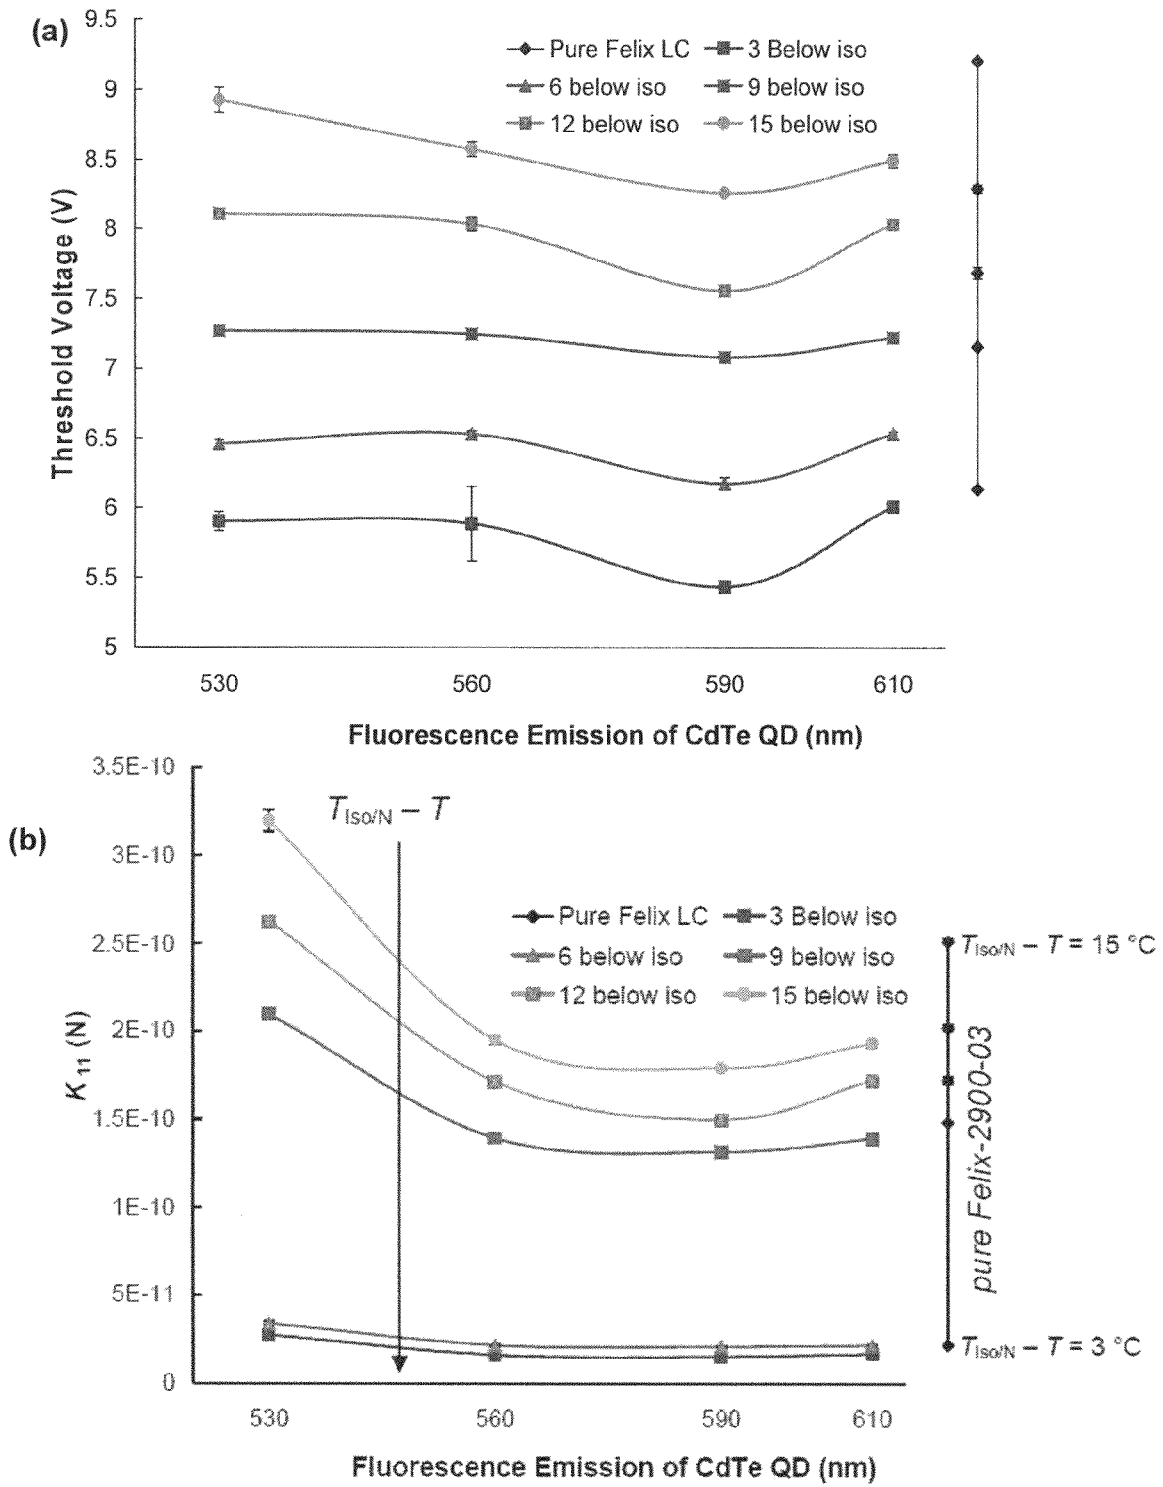 (a)
9.5
9
8.5
8
7.5
7
6.5
6
5.5
5
Threshold Voltage (V)
Pure Felix LC 3 Below iso
6 below iso 9 below iso
12 below iso 15 below iso
530 560 590 610
Fluorescence Emission of CdTe QD (nm)
(b)
3.5E-10
3E-10
2.5E-10
2E-10
1.5E-10
1E-10
5E-11
0
K11 (N)
TIso/N – T
Pure Felix LC 3 Below iso
6 below iso 9 below iso
12 below iso 15 below iso
TIso/N – T = 15 °C
pure Felix-2900-03
TIso/N – T = 3 °C
530 560 590 610
Fluorescence Emission of CdTe QD (nm)